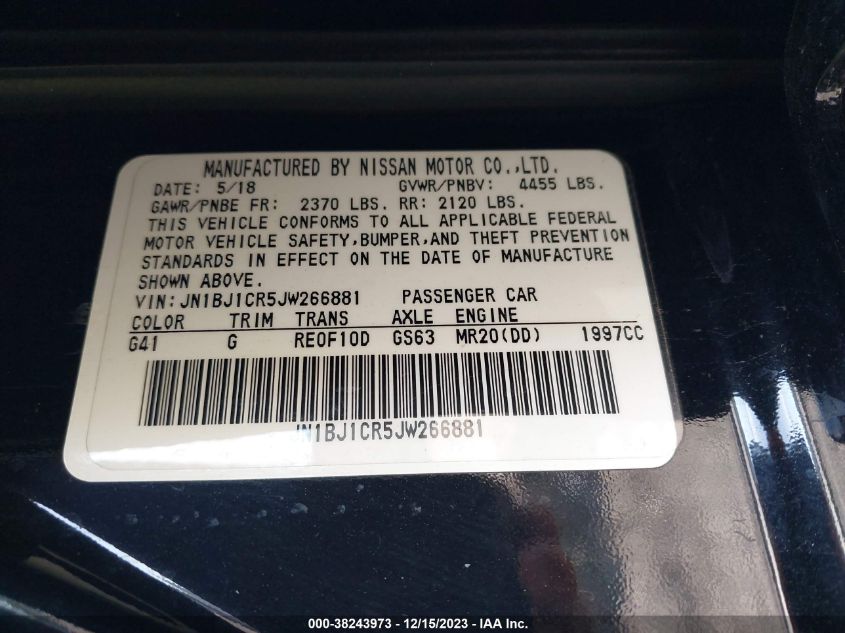 MANUFACTURED BY NISSAN MOTOR CO.,LTD.
DATE: 5/18 GVWR/PNBV: 4455 LBS.
GAWR/PNBE FR: 2370 LBS. RR: 2120 LBS.
THIS VEHICLE CONFORMS TO ALL APPLICABLE FEDERAL
MOTOR VEHICLE SAFETY,BUMPER,AND THEFT PREVENTION
STANDARDS IN EFFECT ON THE DATE OF MANUFACTURE
SHOWN ABOVE.
VIN:JN1BJ1CR5JW266881 PASSENGER CAR
COLOR TRIM TRANS AXLE ENGINE
G41 G RE0F10D GS63 MR20(DD) 1997CC
JN1BJ1CR5JW266881
000-38243973 - 12/15/2023 - IAA Inc.